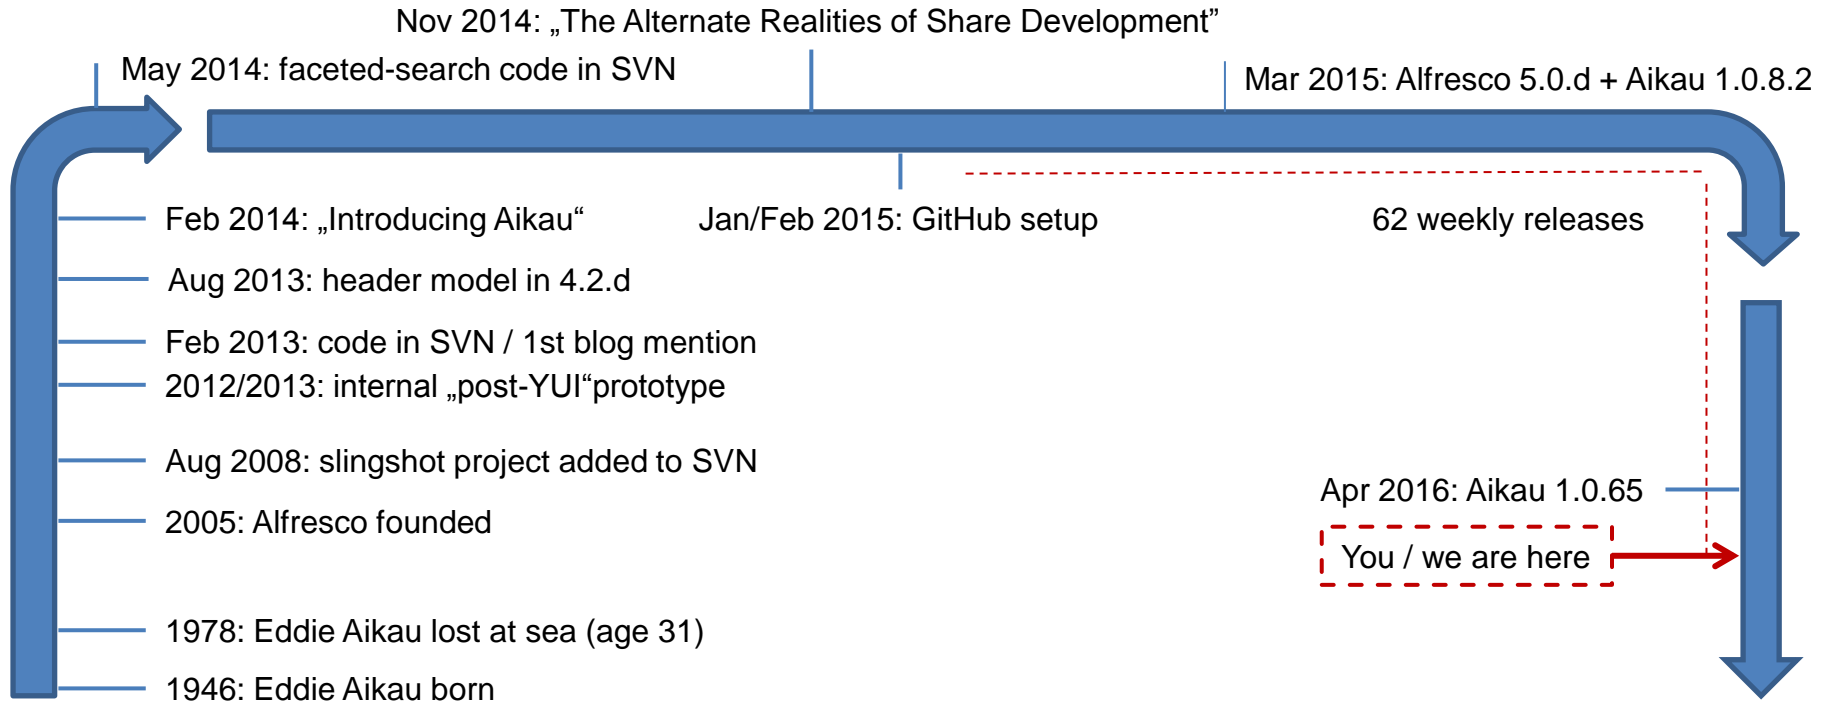 Nov 2014: „The Alternate Realities of Share Development”
May 2014: faceted-search code in SVN
Mar 2015: Alfresco 5.0.d + Aikau 1.0.8.2
Feb 2014: „Introducing Aikau“
Jan/Feb 2015: GitHub setup
62 weekly releases
Aug 2013: header model in 4.2.d
Feb 2013: code in SVN / 1st blog mention
2012/2013: internal „post-YUI“prototype
Aug 2008: slingshot project added to SVN
Apr 2016: Aikau 1.0.65
2005: Alfresco founded
You / we are here
1978: Eddie Aikau lost at sea (age 31)
1946: Eddie Aikau born